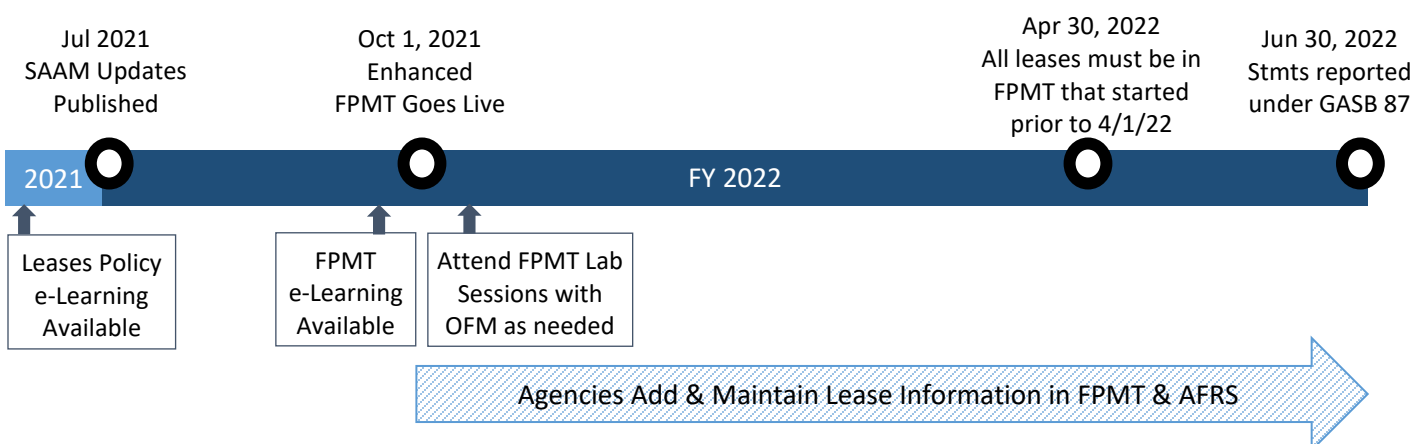 Jul 2021
SAAM Updates
Published
Oct 1, 2021
Enhanced
FPMT Goes Live
Apr 30, 2022
All leases must be in
FPMT that started
prior to 4/1/22
Jun 30, 2022
Stmts reported
under GASB 87
2021
FY 2022
Leases Policy
e-Learning
Available
FPMT
e-Learning
Available
Attend FPMT Lab
Sessions with
OFM as needed
Agencies Add & Maintain Lease Information in FPMT & AFRS